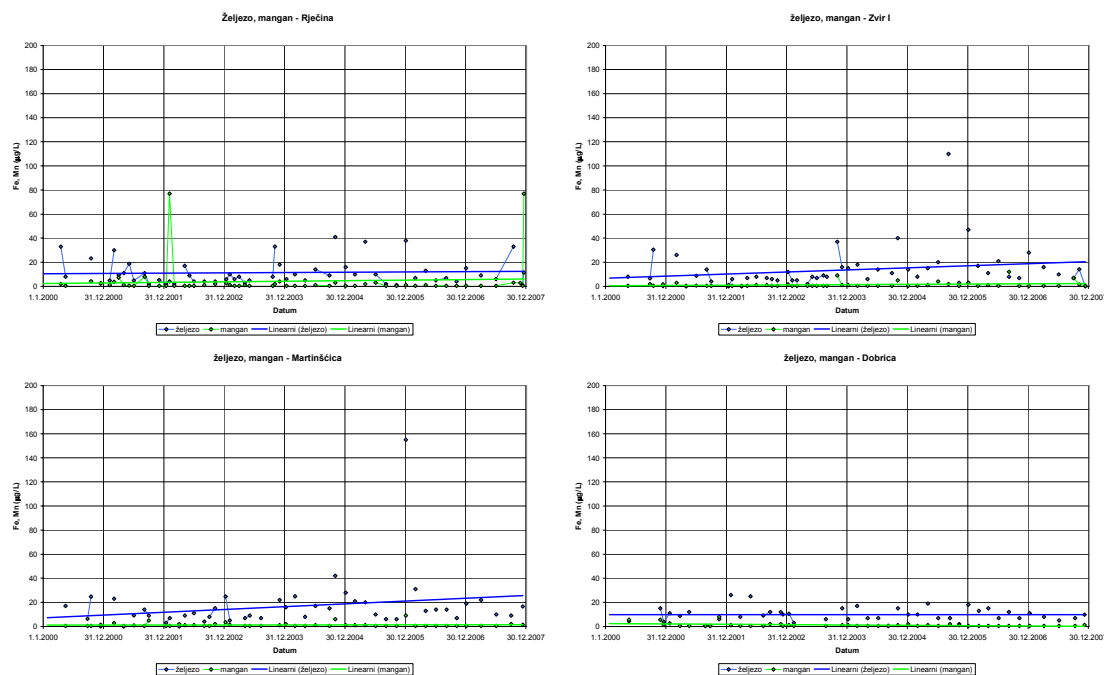 Željezo, mangan - Rječina
200
180
160
140
120
100
80
60
40
20
0
Fe, Mn (µg/L)
1.1.2000 31.12.2000 31.12.2001 31.12.2002 31.12.2003 30.12.2004 30.12.2005 30.12.2006 30.12.2007
Datum
željezo mangan Linearni (željezo) Linearni (mangan)
željezo, mangan - Zvir I
200
180
160
140
120
100
80
60
40
20
0
Fe, Mn (µg/L)
1.1.2000 31.12.2000 31.12.2001 31.12.2002 31.12.2003 30.12.2004 30.12.2005 30.12.2006 30.12.2007
Datum
željezo mangan Linearni (željezo) Linearni (mangan)
željezo, mangan - Martinšćica
200
180
160
140
120
100
80
60
40
20
0
Fe, Mn (µg/L)
1.1.2000 31.12.2000 31.12.2001 31.12.2002 31.12.2003 30.12.2004 30.12.2005 30.12.2006 30.12.2007
Datum
željezo mangan Linearni (željezo) Linearni (mangan)
željezo, mangan - Dobrica
200
180
160
140
120
100
80
60
40
20
0
Fe, Mn (µg/L)
1.1.2000 31.12.2000 31.12.2001 31.12.2002 31.12.2003 30.12.2004 30.12.2005 30.12.2006 30.12.2007
Datum
željezo mangan Linearni (željezo) Linearni (mangan)